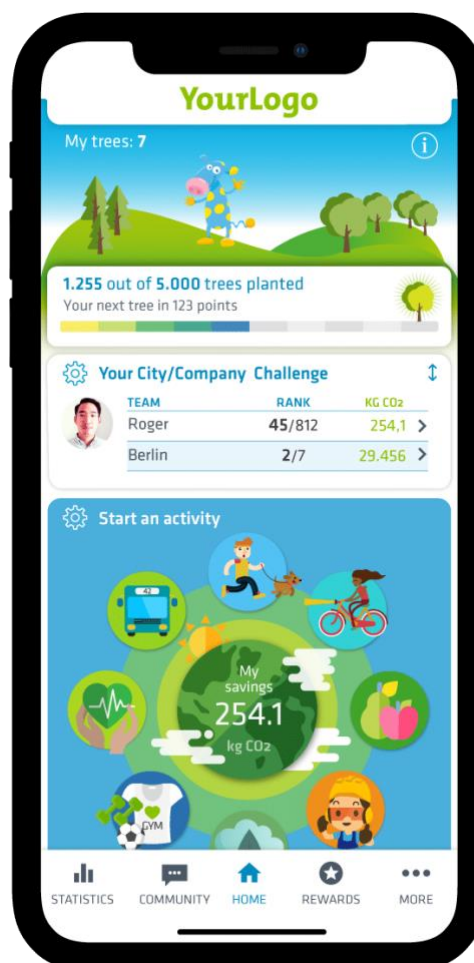 YourLogo
My trees: 7
i
1.255 out of 5.000 trees planted
Your next tree in 123 points
Your City/Company Challenge
TEAM RANK KG CO2
Roger 45/812 254,1
Berlin 2/7 29.456
Start an activity
42
My
savings
254.1
kg CO2
GYM
STATISTICS COMMUNITY HOME REWARDS MORE